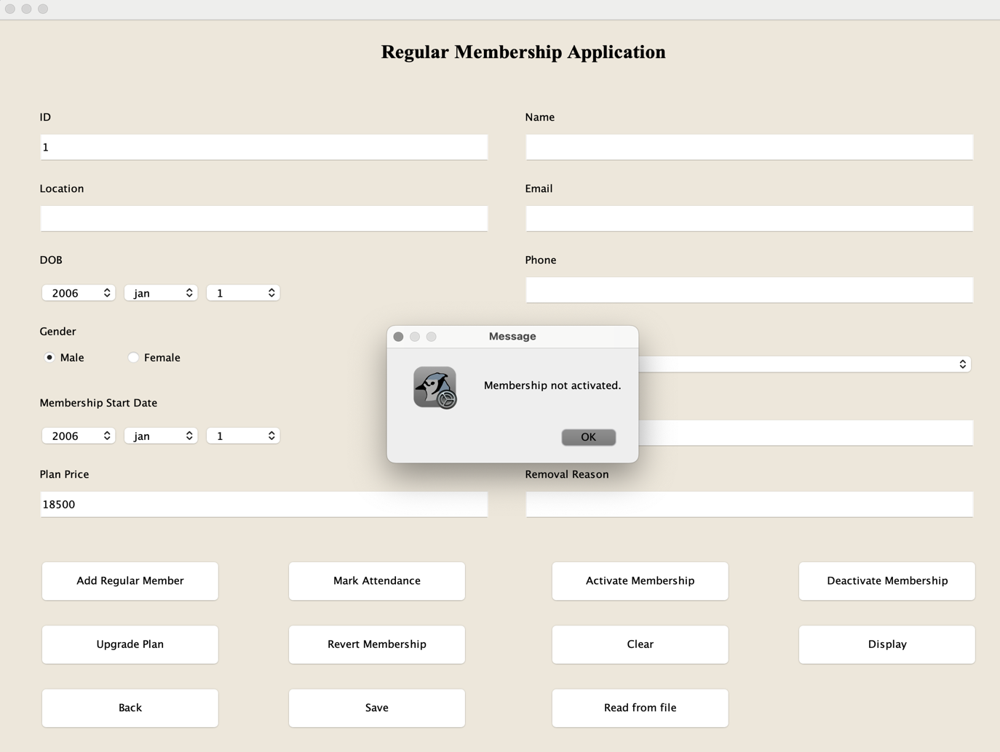 Regular Membership Application
ID
Name
1
Location
Email
DOB
Phone
2006 jan 1
Gender
Male Female
Message
Membership not activated.
OK
Membership Start Date
2006 jan 1
Plan Price
Removal Reason
18500
Add Regular Member
Mark Attendance
Activate Membership
Deactivate Membership
Upgrade Plan
Revert Membership
Clear
Display
Back
Save
Read from file